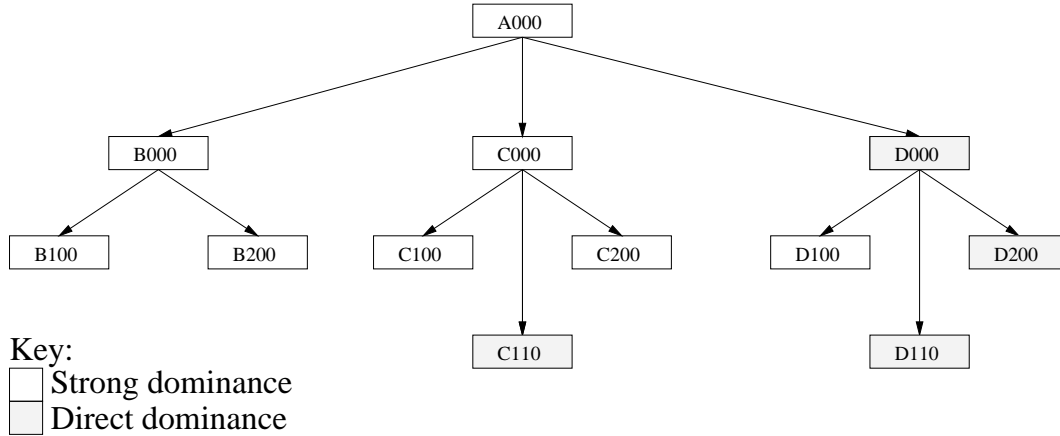 A000
B000
C000
D000
B100
B200
C100
C200
D100
D200
C110
D110
Key:
Strong dominance
Direct dominance